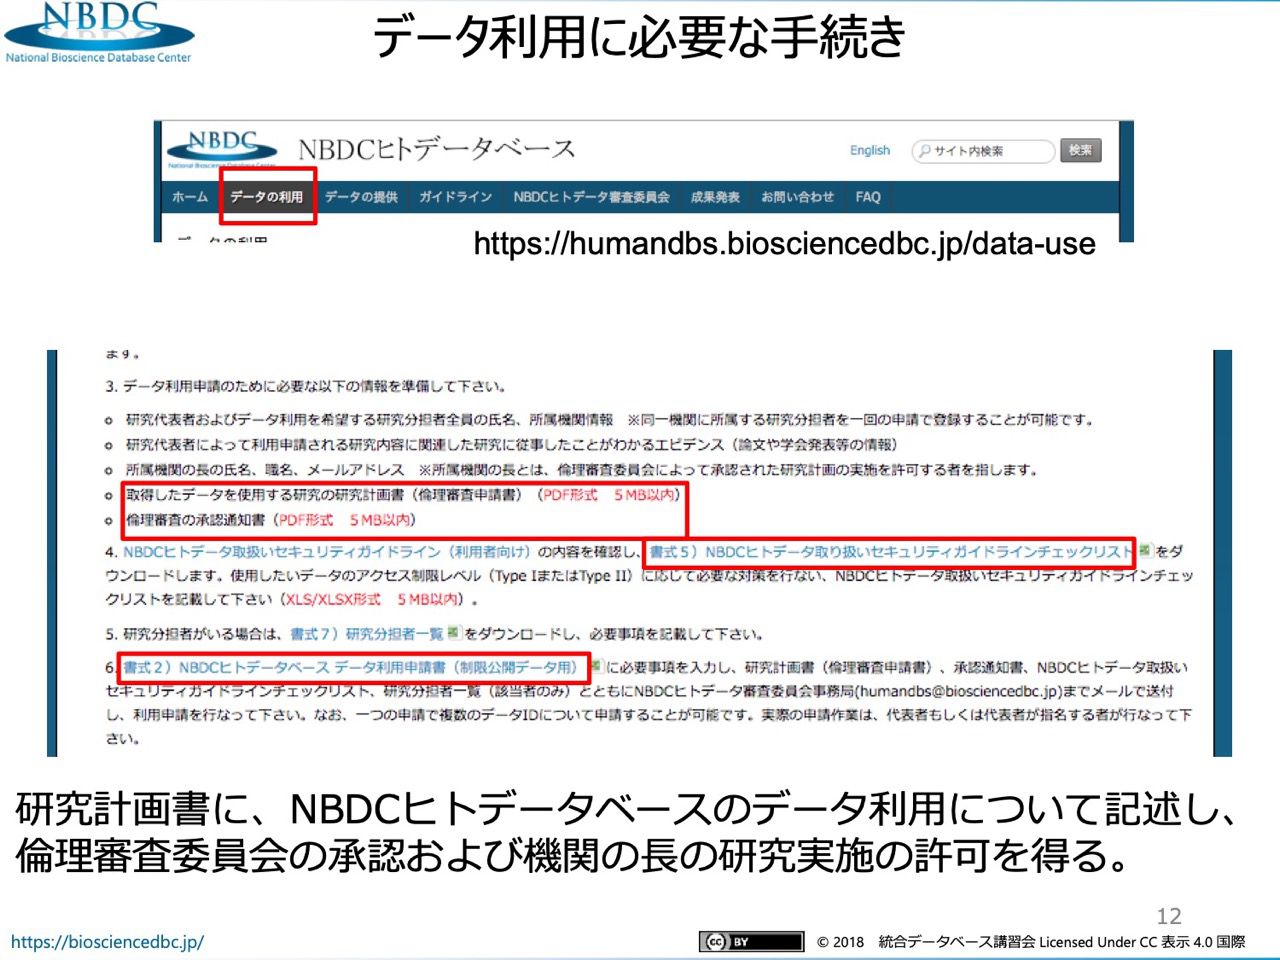 NBDC
National Bioscience Database Center
データ利用に必要な手続き
NBDC
National Bioscience Database Center
NBDCヒトデータベース
English
サイト内検索
検索
ホーム データの利用 データの提供 ガイドライン NBDCヒトデータ審査委員会 成果発表 お問い合わせ FAQ
https://humandbs.biosciencedbc.jp/data-use
ます。
3. データ利用申請のために必要な以下の情報を準備して下さい。
研究代表者およびデータ利用を希望する研究分担者全員の氏名、所属機関情報 ※同一機関に所属する研究分担者を一回の申請で登録することが可能です。
研究代表者によって利用申請される研究内容に関連した研究に従事したことがわかるエビデンス（論文や学会発表等の情報）
所属機関の長の氏名、職名、メールアドレス ※所属機関の長とは、倫理審査委員会によって承認された研究計画の実施を許可する者を指します。
取得したデータを使用する研究の研究計画書（倫理審査申請書）（PDF形式 5MB以内）
倫理審査の承認通知書（PDF形式 5MB以内）
4. NBDCヒトデータ取扱いセキュリティガイドライン（利用者向け）の内容を確認し、書式5）NBDCヒトデータ取り扱いセキュリティガイドラインチェックリストをダ
ウンロードします。使用したいデータのアクセス制限レベル（Type IまたはType II）に応じて必要な対策を行ない、NBDCヒトデータ取扱いセキュリティガイドラインチェッ
クリストを記載して下さい（XLS/XLSX形式 5MB以内）。
5. 研究分担者がいる場合は、書式7）研究分担者一覧をダウンロードし、必要事項を記載して下さい。
6. 書式2）NBDCヒトデータベース データ利用申請書（制限公開データ用）に必要事項を入力し、研究計画書（倫理審査申請書）、承認通知書、NBDCヒトデータ取扱い
セキュリティガイドラインチェックリスト、研究分担者一覧（該当者のみ）とともにNBDCヒトデータ審査委員会事務局(humandbs@biosciencedbc.jp)までメールで送付
し、利用申請を行なって下さい。なお、一つの申請で複数のデータIDについて申請することが可能です。実際の申請作業は、代表者もしくは代表者が指名する者が行なって下
さい。
研究計画書に、NBDCヒトデータベースのデータ利用について記述し、
倫理審査委員会の承認および機関の長の研究実施の許可を得る。
12
https://biosciencedbc.jp/
cc BY
© 2018 統合データベース講習会 Licensed Under CC 表示 4.0 国際